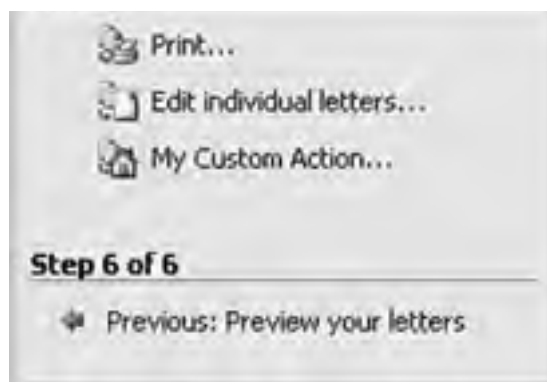 Print...
Edit individual letters...
My Custom Action...
Step 6 of 6
Previous: Preview your letters